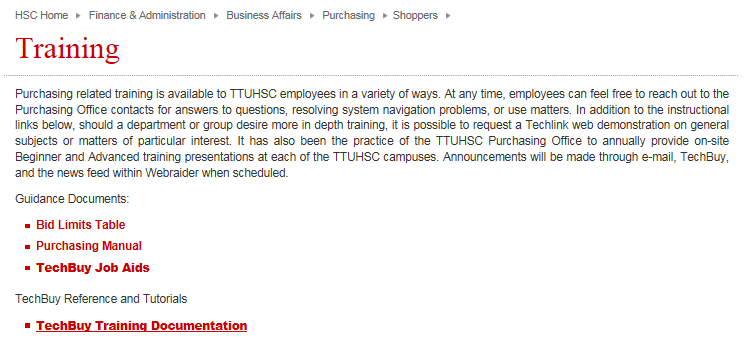 HSC Home ▸ Finance & Administration ▸ Business Affairs ▸ Purchasing ▸ Shoppers ▸
Training
Purchasing related training is available to TTUHSC employees in a variety of ways. At any time, employees can feel free to reach out to the
Purchasing Office contacts for answers to questions, resolving system navigation problems, or use matters. In addition to the instructional
links below, should a department or group desire more in depth training, it is possible to request a Techlink web demonstration on general
subjects or matters of particular interest. It has also been the practice of the TTUHSC Purchasing Office to annually provide on-site
Beginner and Advanced training presentations at each of the TTUHSC campuses. Announcements will be made through e-mail, TechBuy,
and the news feed within Webraider when scheduled.
Guidance Documents:
Bid Limits Table
Purchasing Manual
TechBuy Job Aids
TechBuy Reference and Tutorials
TechBuy Training Documentation